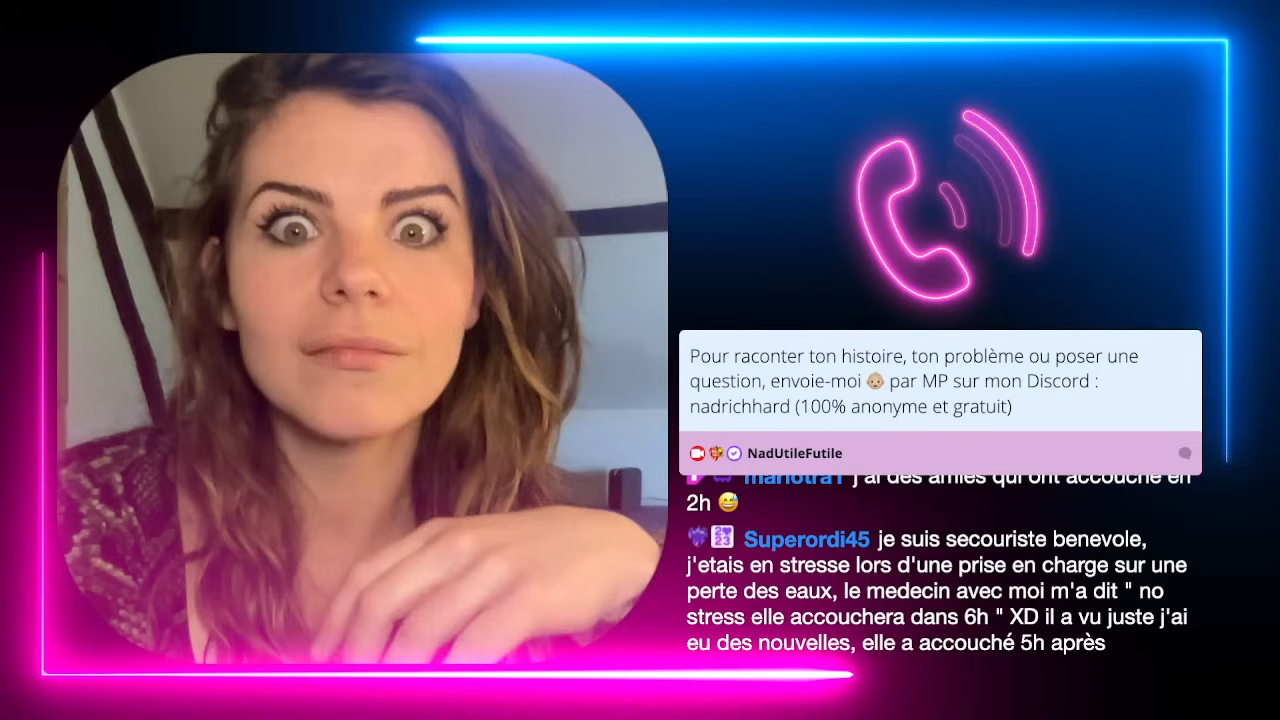 Pour raconter ton histoire, ton problème ou poser une
question, envoie-moi 👶🏼 par MP sur mon Discord :
nadrichhard (100% anonyme et gratuit)
NadUtileFutile
j'ai des amies qui ont accouché en
2h 😅
2023 Superordi45 je suis secouriste benevole,
j'etais en stresse lors d'une prise en charge sur une
perte des eaux, le medecin avec moi m'a dit " no
stress elle accouchera dans 6h " XD il a vu juste j'ai
eu des nouvelles, elle a accouché 5h après